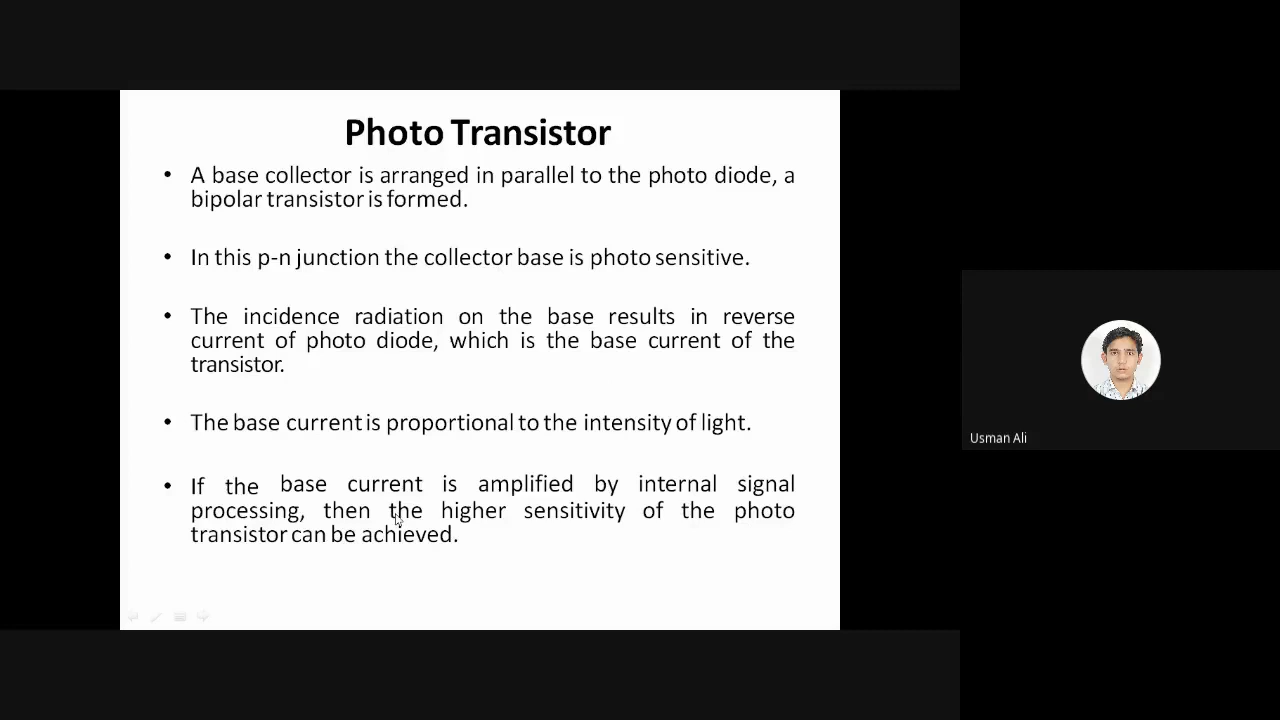 Photo Transistor
• A base collector is arranged in parallel to the photo diode, a
bipolar transistor is formed.
• In this p-n junction the collector base is photo sensitive.
• The incidence radiation on the base results in reverse
current of photo diode, which is the base current of the
transistor.
• The base current is proportional to the intensity of light.
• If the base current is amplified by internal signal
processing, then the higher sensitivity of the photo
transistor can be achieved.
Usman Ali